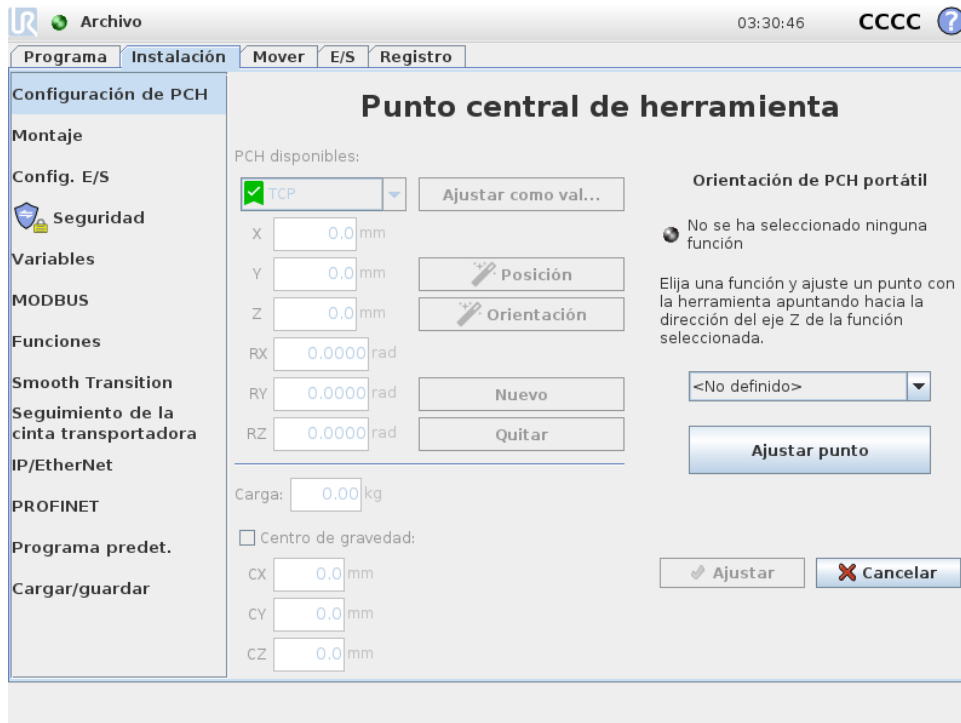 UR Archivo 03:30:46 CCCC ?
Programa Instalación Mover E/S Registro
Configuración de PCH
Montaje
Config. E/S
Seguridad
Variables
MODBUS
Funciones
Smooth Transition
Seguimiento de la
cinta transportadora
IP/EtherNet
PROFINET
Programa predet.
Cargar/guardar
Punto central de herramienta
PCH disponibles:
TCP Ajustar como val...
X 0.0 mm
Y 0.0 mm Posición
Z 0.0 mm Orientación
RX 0.0000 rad
RY 0.0000 rad Nuevo
RZ 0.0000 rad Quitar
Carga: 0.00 kg
Centro de gravedad:
CX 0.0 mm
CY 0.0 mm
CZ 0.0 mm
Orientación de PCH portátil
No se ha seleccionado ninguna
función
Elija una función y ajuste un punto con
la herramienta apuntando hacia la
dirección del eje Z de la función
seleccionada.
<No definido>
Ajustar punto
Ajustar Cancelar